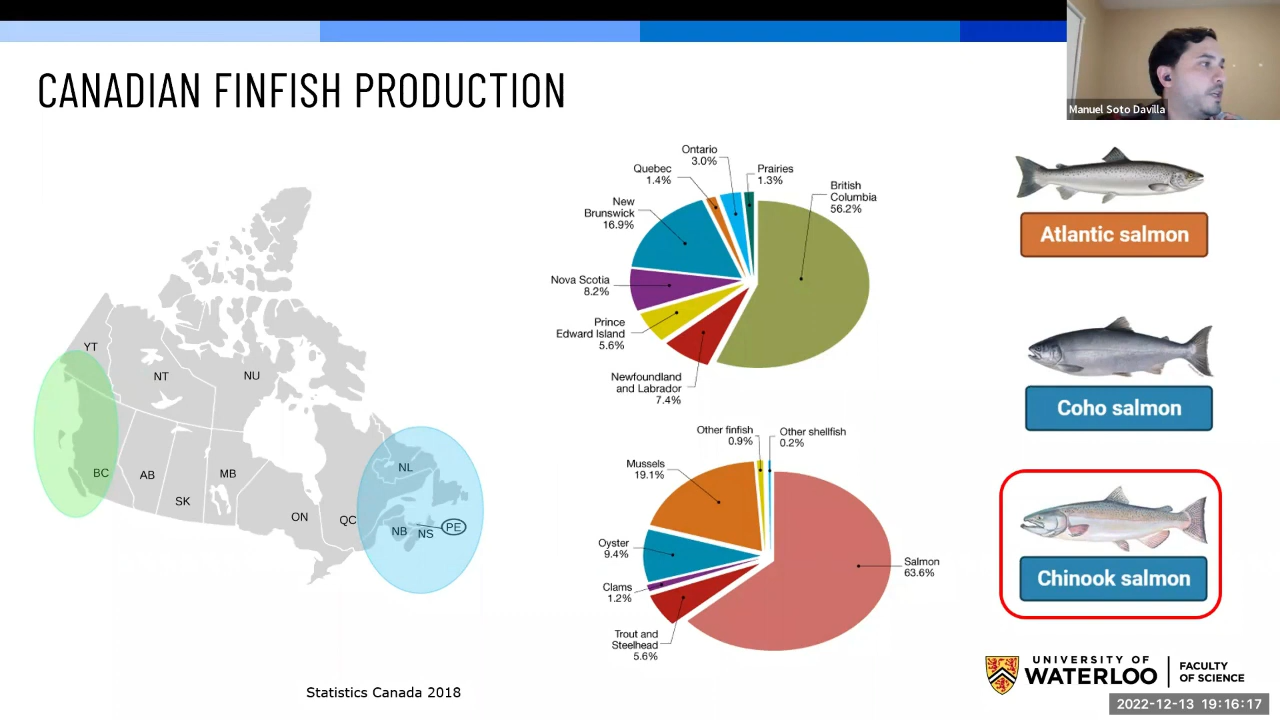 CANADIAN FINFISH PRODUCTION
Manuel Soto Davilla
YT
NT
NU
BC
AB
SK
MB
ON
QC
NL
NB
NS
PE
Statistics Canada 2018
Ontario
3.0%
Prairies
1.3%
Quebec
1.4%
British
Columbia
56.2%
New
Brunswick
16.9%
Nova Scotia
8.2%
Prince
Edward Island
5.6%
Newfoundland
and Labrador
7.4%
Other finfish
0.9%
Other shellfish
0.2%
Mussels
19.1%
Oyster
9.4%
Clams
1.2%
Trout and
Steelhead
5.6%
Salmon
63.6%
Atlantic salmon
Coho salmon
Chinook salmon
UNIVERSITY OF
WATERLOO
FACULTY
OF SCIENCE
2022-12-13 19:16:17